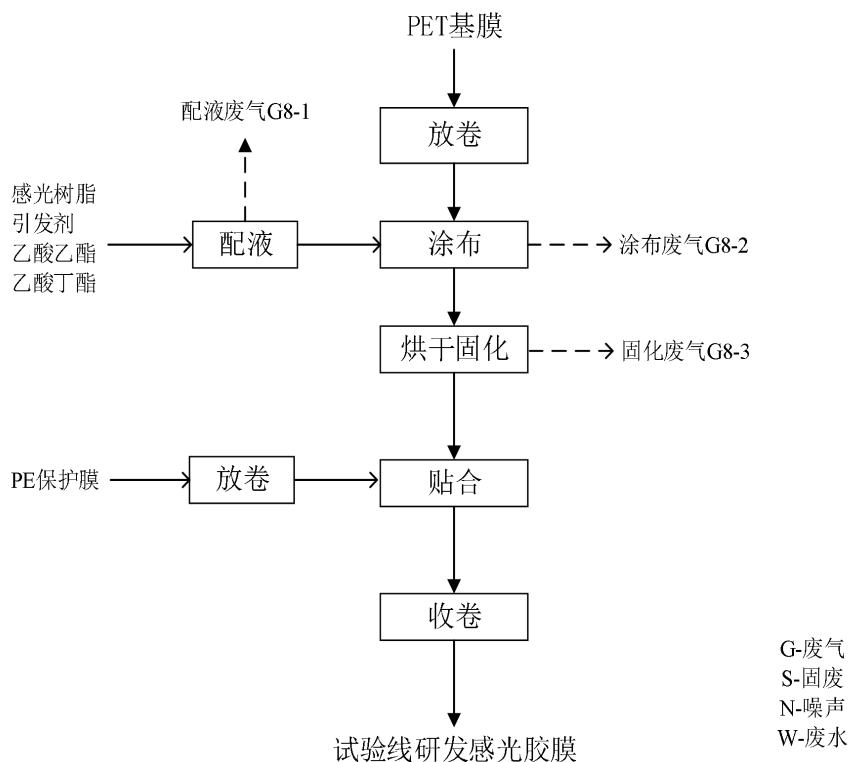 PET基膜
放卷
配液废气G8-1
感光树脂
引发剂
乙酸乙酯
乙酸丁酯
配液
涂布
涂布废气G8-2
烘干固化
固化废气G8-3
PE保护膜
放卷
贴合
收卷
试验线研发感光胶膜
G-废气
S-固废
N-噪声
W-废水